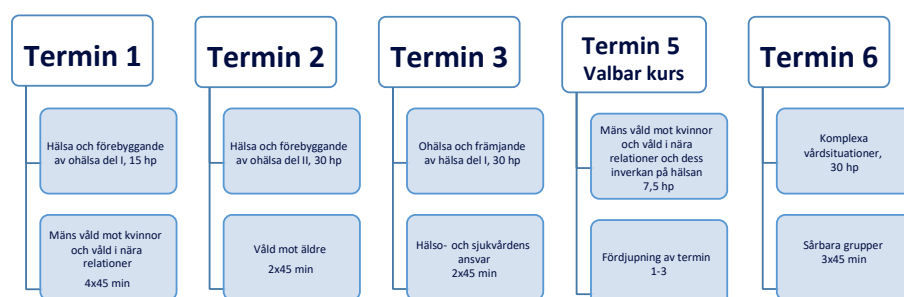 Termin 1
Hälsa och förebyggande
av ohälsa del I, 15 hp
Mäns våld mot kvinnor
och våld i nära
relationer
4x45 min
Termin 2
Hälsa och förebyggande
av ohälsa del II, 30 hp
Våld mot äldre
2x45 min
Termin 3
Ohälsa och främjande
av hälsa del I, 30 hp
Hälso- och sjukvårdens
ansvar
2x45 min
Termin 5
Valbar kurs
Mäns våld mot kvinnor
och våld i nära
relationer och dess
inverkan på hälsan
7,5 hp
Fördjupning av termin
1-3
Termin 6
Komplexa
vårdsituationer,
30 hp
Sårbara grupper
3x45 min